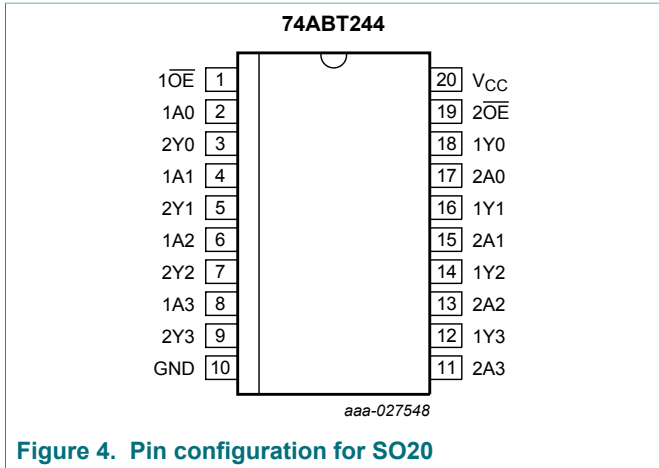 74ABT244
1O̅E̅ 1
1A0 2
2Y0 3
1A1 4
2Y1 5
1A2 6
2Y2 7
1A3 8
2Y3 9
GND 10
20 VCC
19 2O̅E̅
18 1Y0
17 2A0
16 1Y1
15 2A1
14 1Y2
13 2A2
12 1Y3
11 2A3
aaa-027548
Figure 4. Pin configuration for SO20